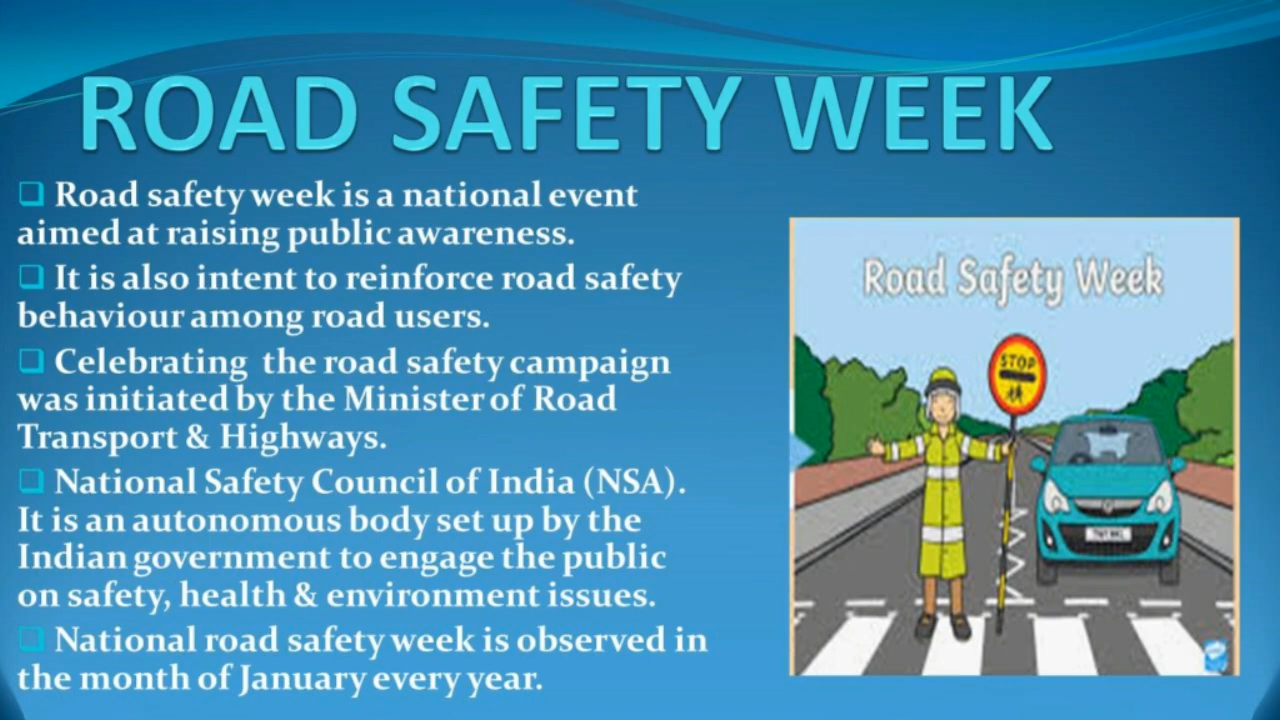 ROAD SAFETY WEEK
❑ Road safety week is a national event
aimed at raising public awareness.
❑ It is also intent to reinforce road safety
behaviour among road users.
❑ Celebrating the road safety campaign
was initiated by the Minister of Road
Transport & Highways.
❑ National Safety Council of India (NSA).
It is an autonomous body set up by the
Indian government to engage the public
on safety, health & environment issues.
❑ National road safety week is observed in
the month of January every year.
Road Safety Week
STOP